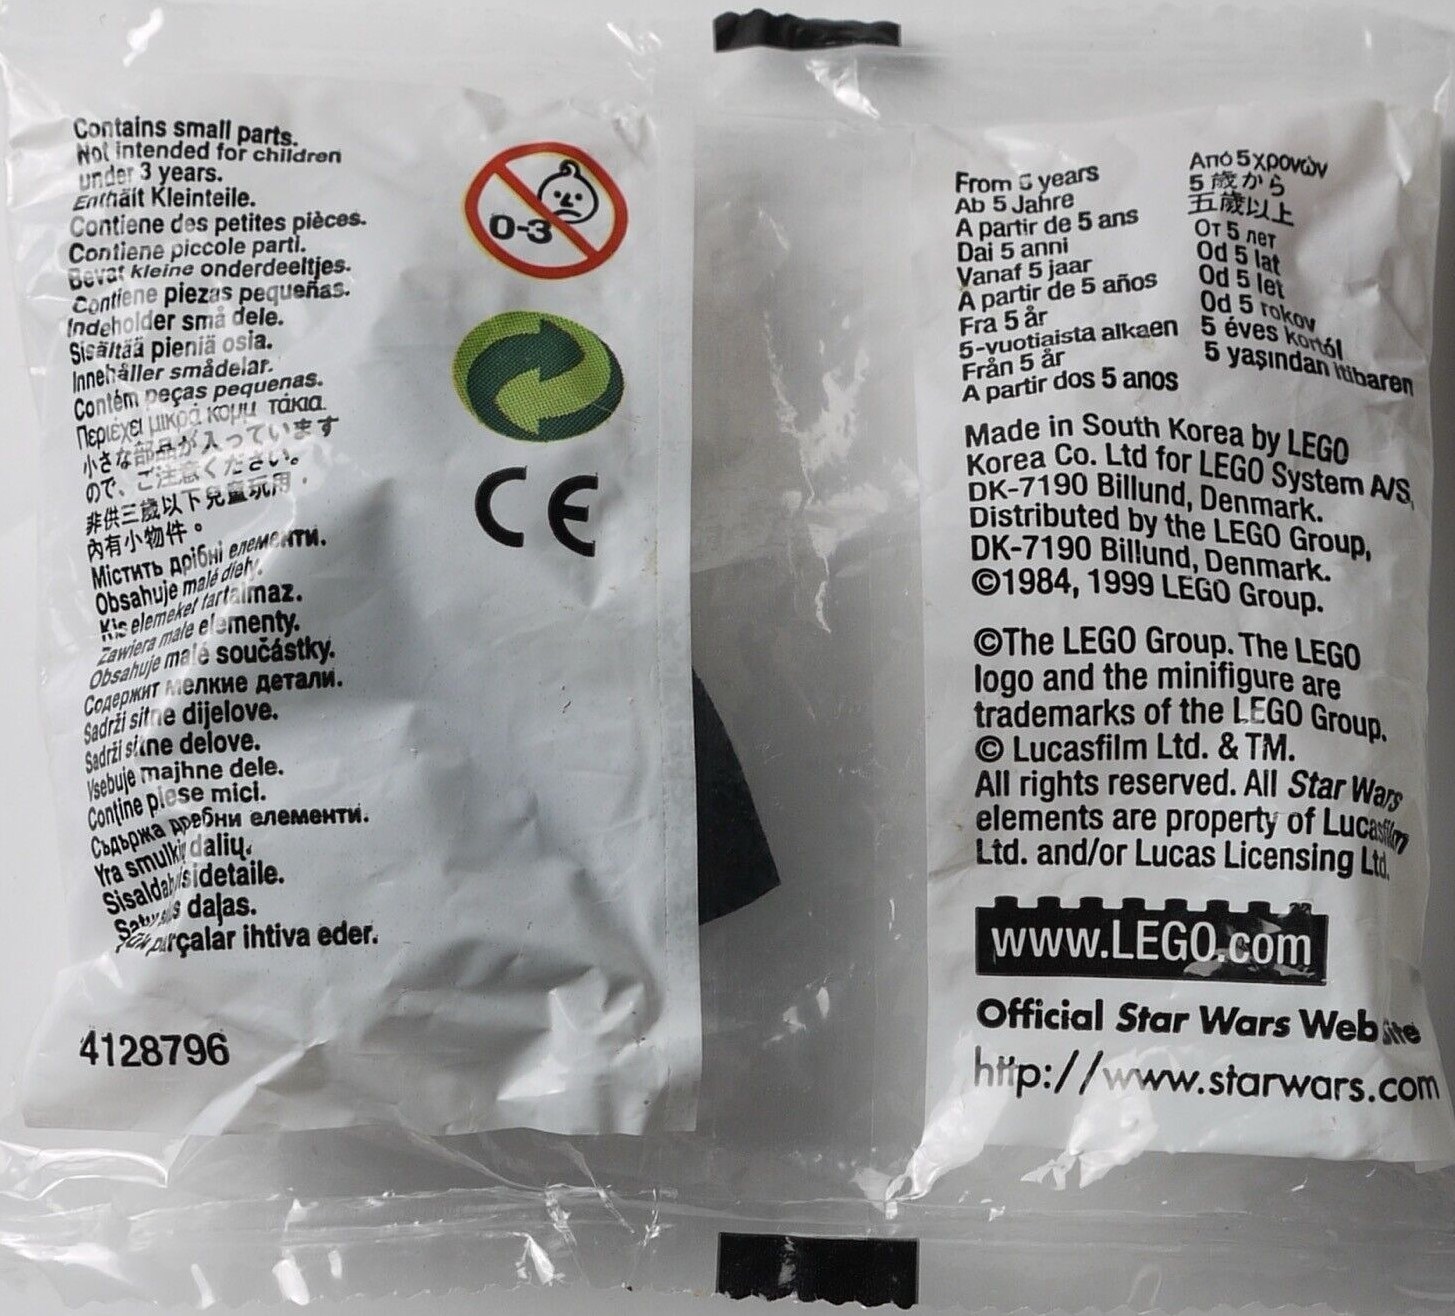 Contains small parts.
Not intended for children
under 3 years.
Enthält Kleinteile.
Contiene des petites pièces.
Contiene piccole parti.
Bevat kleine onderdeeltjes.
Contiene piezas pequeñas.
Indeholder små dele.
Sisältää pieniä osia.
Innehåller smådelar.
Contém peças pequenas.
Περιέχει μικρά κομμ τάκια.
小さな部品が入っています
ので、ご注意ください。
非供三歲以下兒童玩用,
內有小物件。
Містить дрібні елементи.
Obsahuje malé diely.
Kis elemeket tartalmaz.
Zawiera małe elementy.
Obsahuje malé součástky.
Содержит мелкие детали.
Sadrži sitne dijelove.
Sadrži sitne delove.
Vsebuje majhne dele.
Conţine piese mici.
Съдържа дребни елементи.
Yra smulkių dalių.
detaile.
daļas.
parçalar ihtiva eder.
4128796
0-3
CE
From 5 years
Ab 5 Jahre
A partir de 5 ans
Dai 5 anni
Vanaf 5 jaar
A partir de 5 años
Fra 5 år
5-vuotiaista alkaen
Från 5 år
A partir dos 5 anos
Από 5 χρονών
5 歳から
五歲以上
От 5 лет
Od 5 lat
Od 5 let
Od 5 rokov
5 éves kortól
5 yaşından itibaren
Made in South Korea by LEGO
Korea Co. Ltd for LEGO System A/S,
DK-7190 Billund, Denmark.
Distributed by the LEGO Group,
DK-7190 Billund, Denmark.
©1984, 1999 LEGO Group.
©The LEGO Group. The LEGO
logo and the minifigure are
trademarks of the LEGO Group.
© Lucasfilm Ltd. & TM.
All rights reserved. All Star Wars
elements are property of Lucasfilm
Ltd. and/or Lucas Licensing Ltd.
www.LEGO.com
Official Star Wars Web Site
http://www.starwars.com